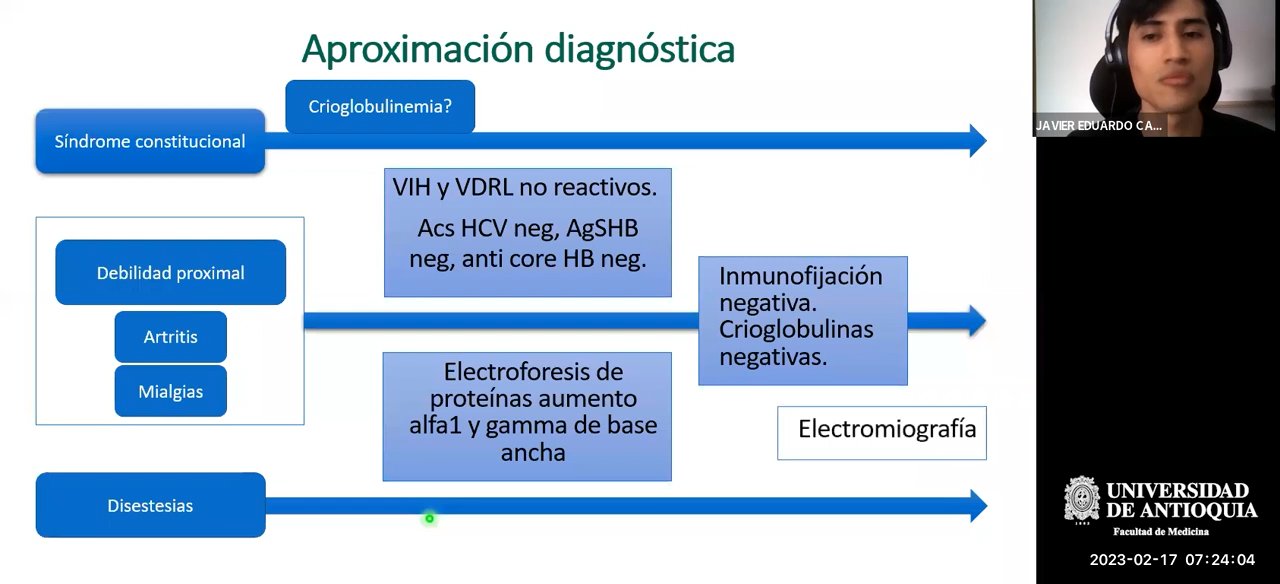 Aproximación diagnóstica
Crioglobulinemia?
Síndrome constitucional
VIH y VDRL no reactivos.
Acs HCV neg, AgSHB
neg, anti core HB neg.
Debilidad proximal
Artritis
Mialgias
Inmunofijación
negativa.
Crioglobulinas
negativas.
Electroforesis de
proteínas aumento
alfa1 y gamma de base
ancha
Electromiografía
Disestesias
JAVIER EDUARDO CA...
UNIVERSIDAD
DE ANTIOQUIA
Facultad de Medicina
1803
2023-02-17 07:24:04